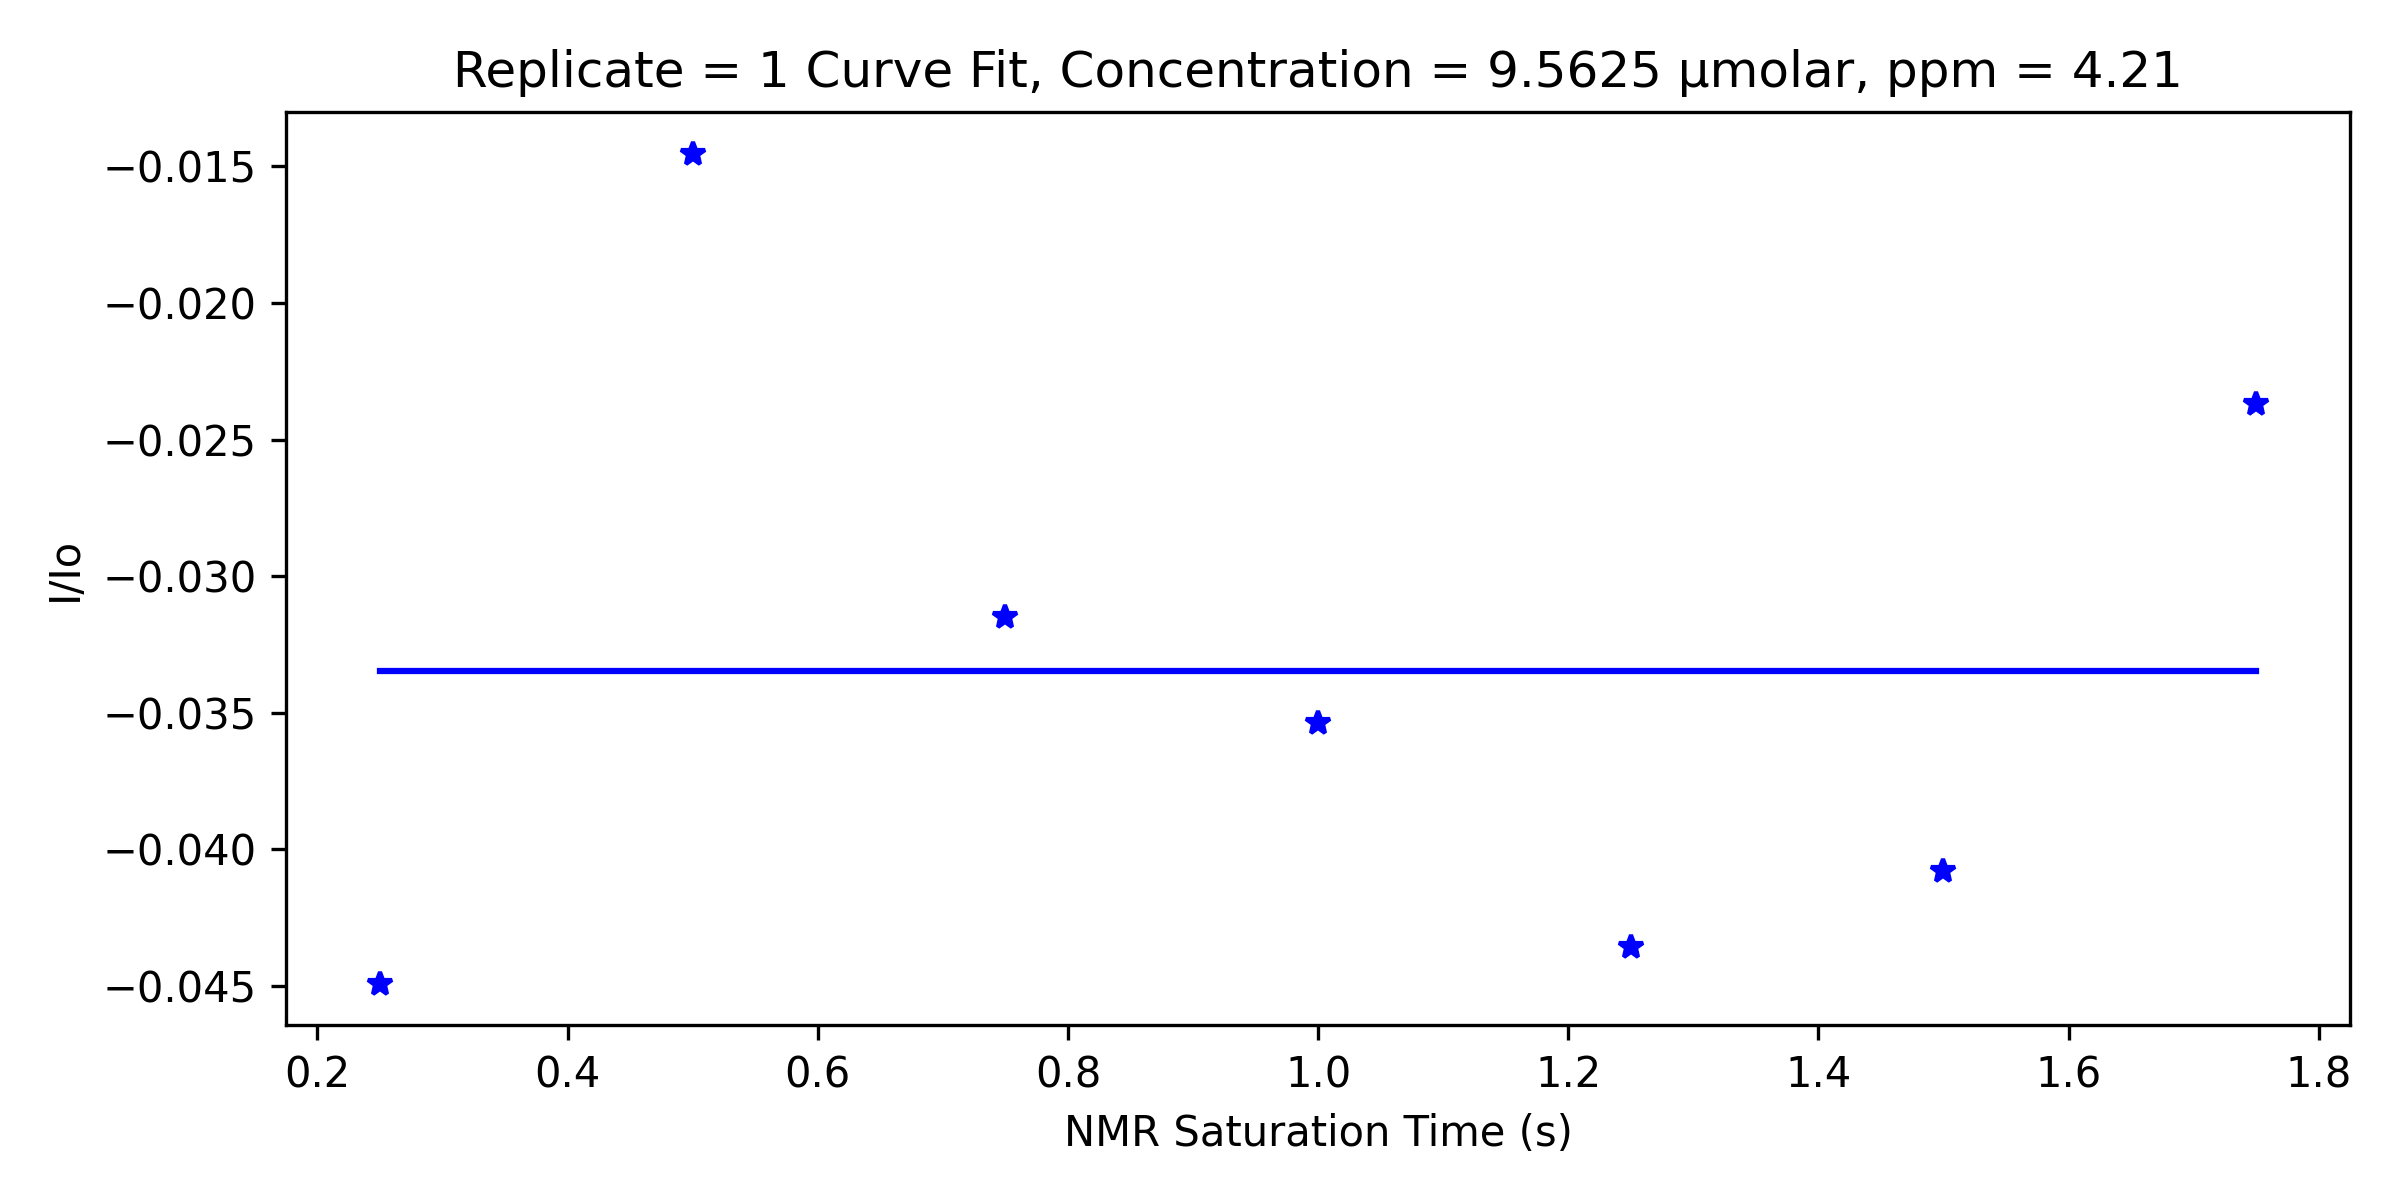 Replicate = 1 Curve Fit, Concentration = 9.5625 µmolar, ppm = 4.21
−0.015
−0.020
−0.025
−0.030
−0.035
−0.040
−0.045
I/Io
0.2 0.4 0.6 0.8 1.0 1.2 1.4 1.6 1.8
NMR Saturation Time (s)